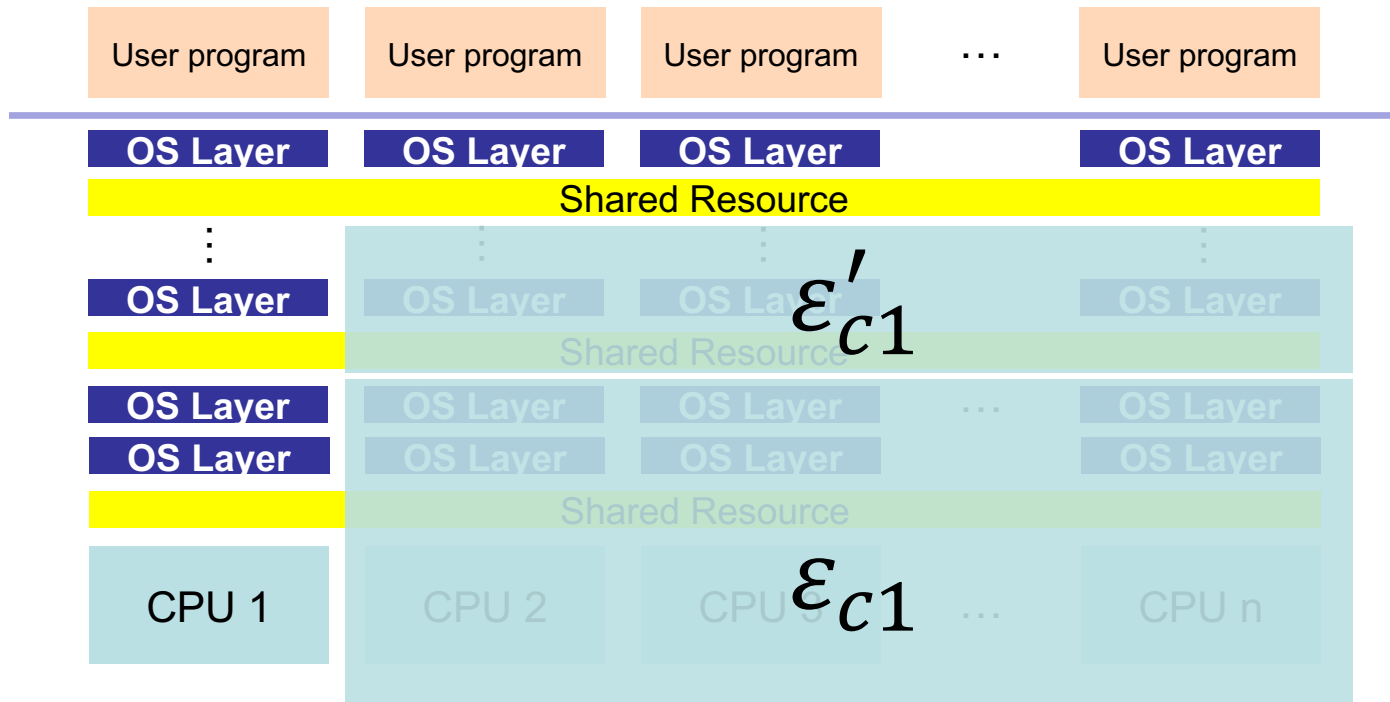 User program User program User program … User program
OS Layer OS Layer OS Layer OS Layer
Shared Resource
⋮ ⋮ ⋮ ⋮
OS Layer OS Layer OS Layer OS Layer
ε′c1
Shared Resource
OS Layer OS Layer OS Layer … OS Layer
OS Layer OS Layer OS Layer OS Layer
Shared Resource
CPU 1 CPU 2 CPU 3 … CPU n
εc1